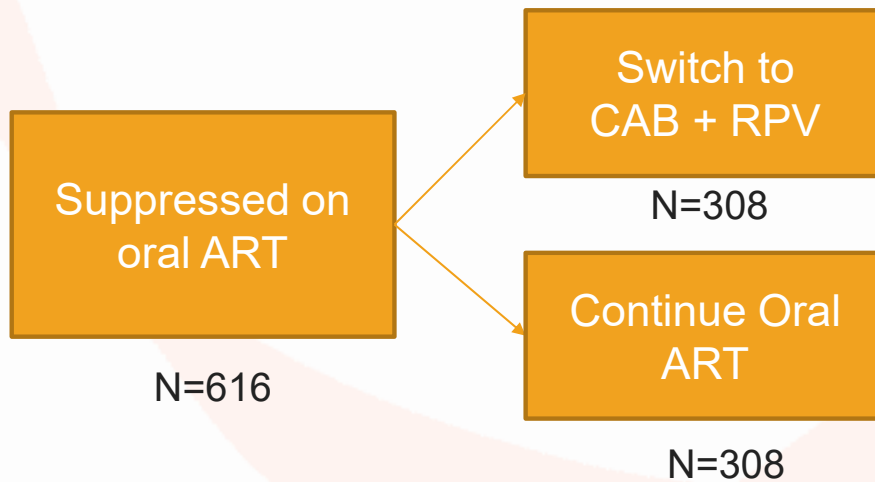 Suppressed on
oral ART
N=616
Switch to
CAB + RPV
N=308
Continue Oral
ART
N=308